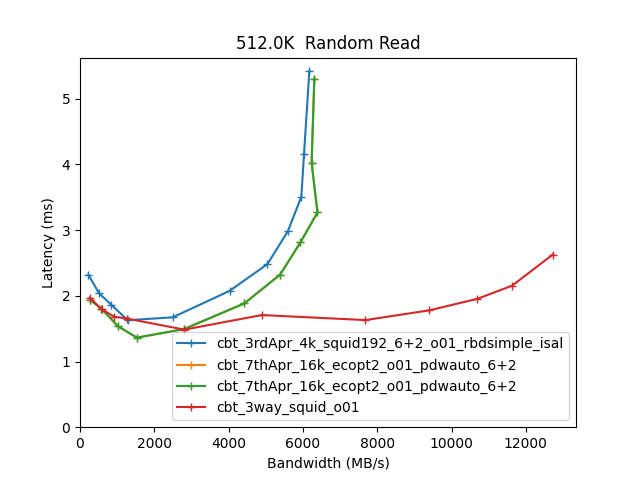 512.0K  Random Read
Latency (ms)
5
4
3
2
1
0
0 2000 4000 6000 8000 10000 12000
Bandwidth (MB/s)
cbt_3rdApr_4k_squid192_6+2_o01_rbdsimple_isal
cbt_7thApr_16k_ecopt2_o01_pdwauto_6+2
cbt_7thApr_16k_ecopt2_o01_pdwauto_6+2
cbt_3way_squid_o01